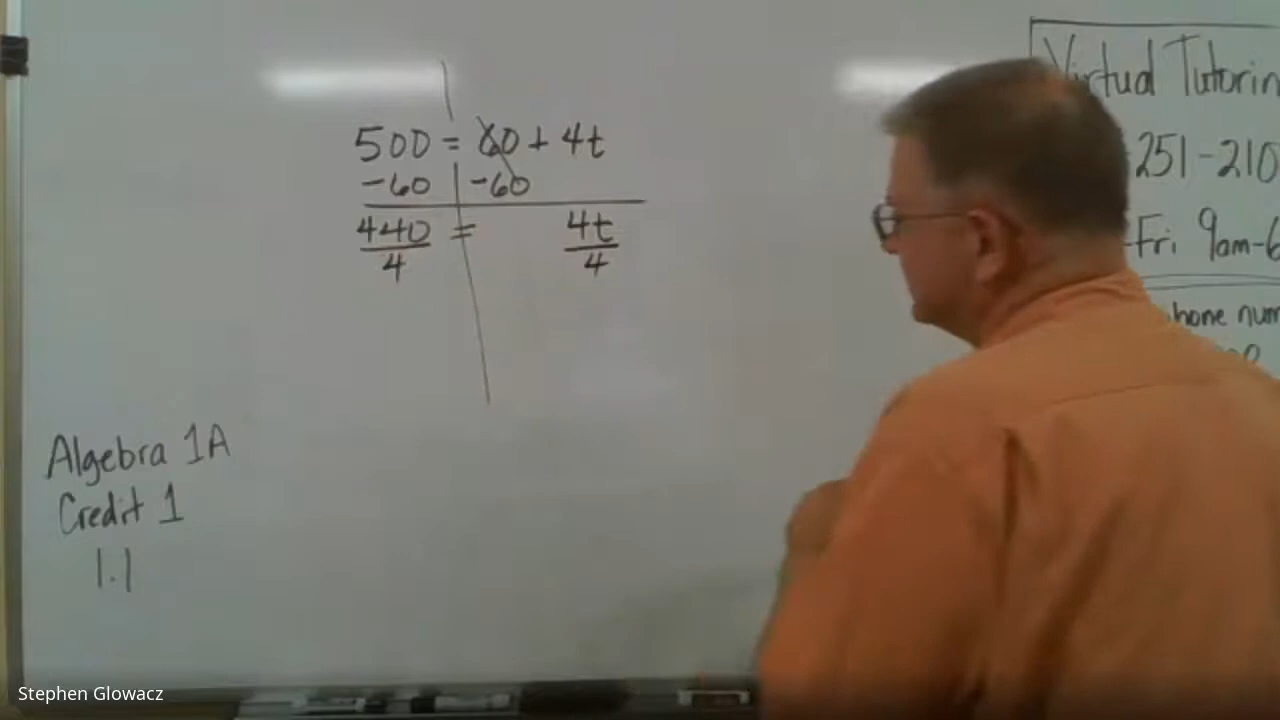 500 = 60 + 4t
-60 | -60
440 = 4t
4 4
Algebra 1A
Credit 1
1.1
Virtual Tutorin
251-210
-Fri 9am-6
hone num
Stephen Glowacz